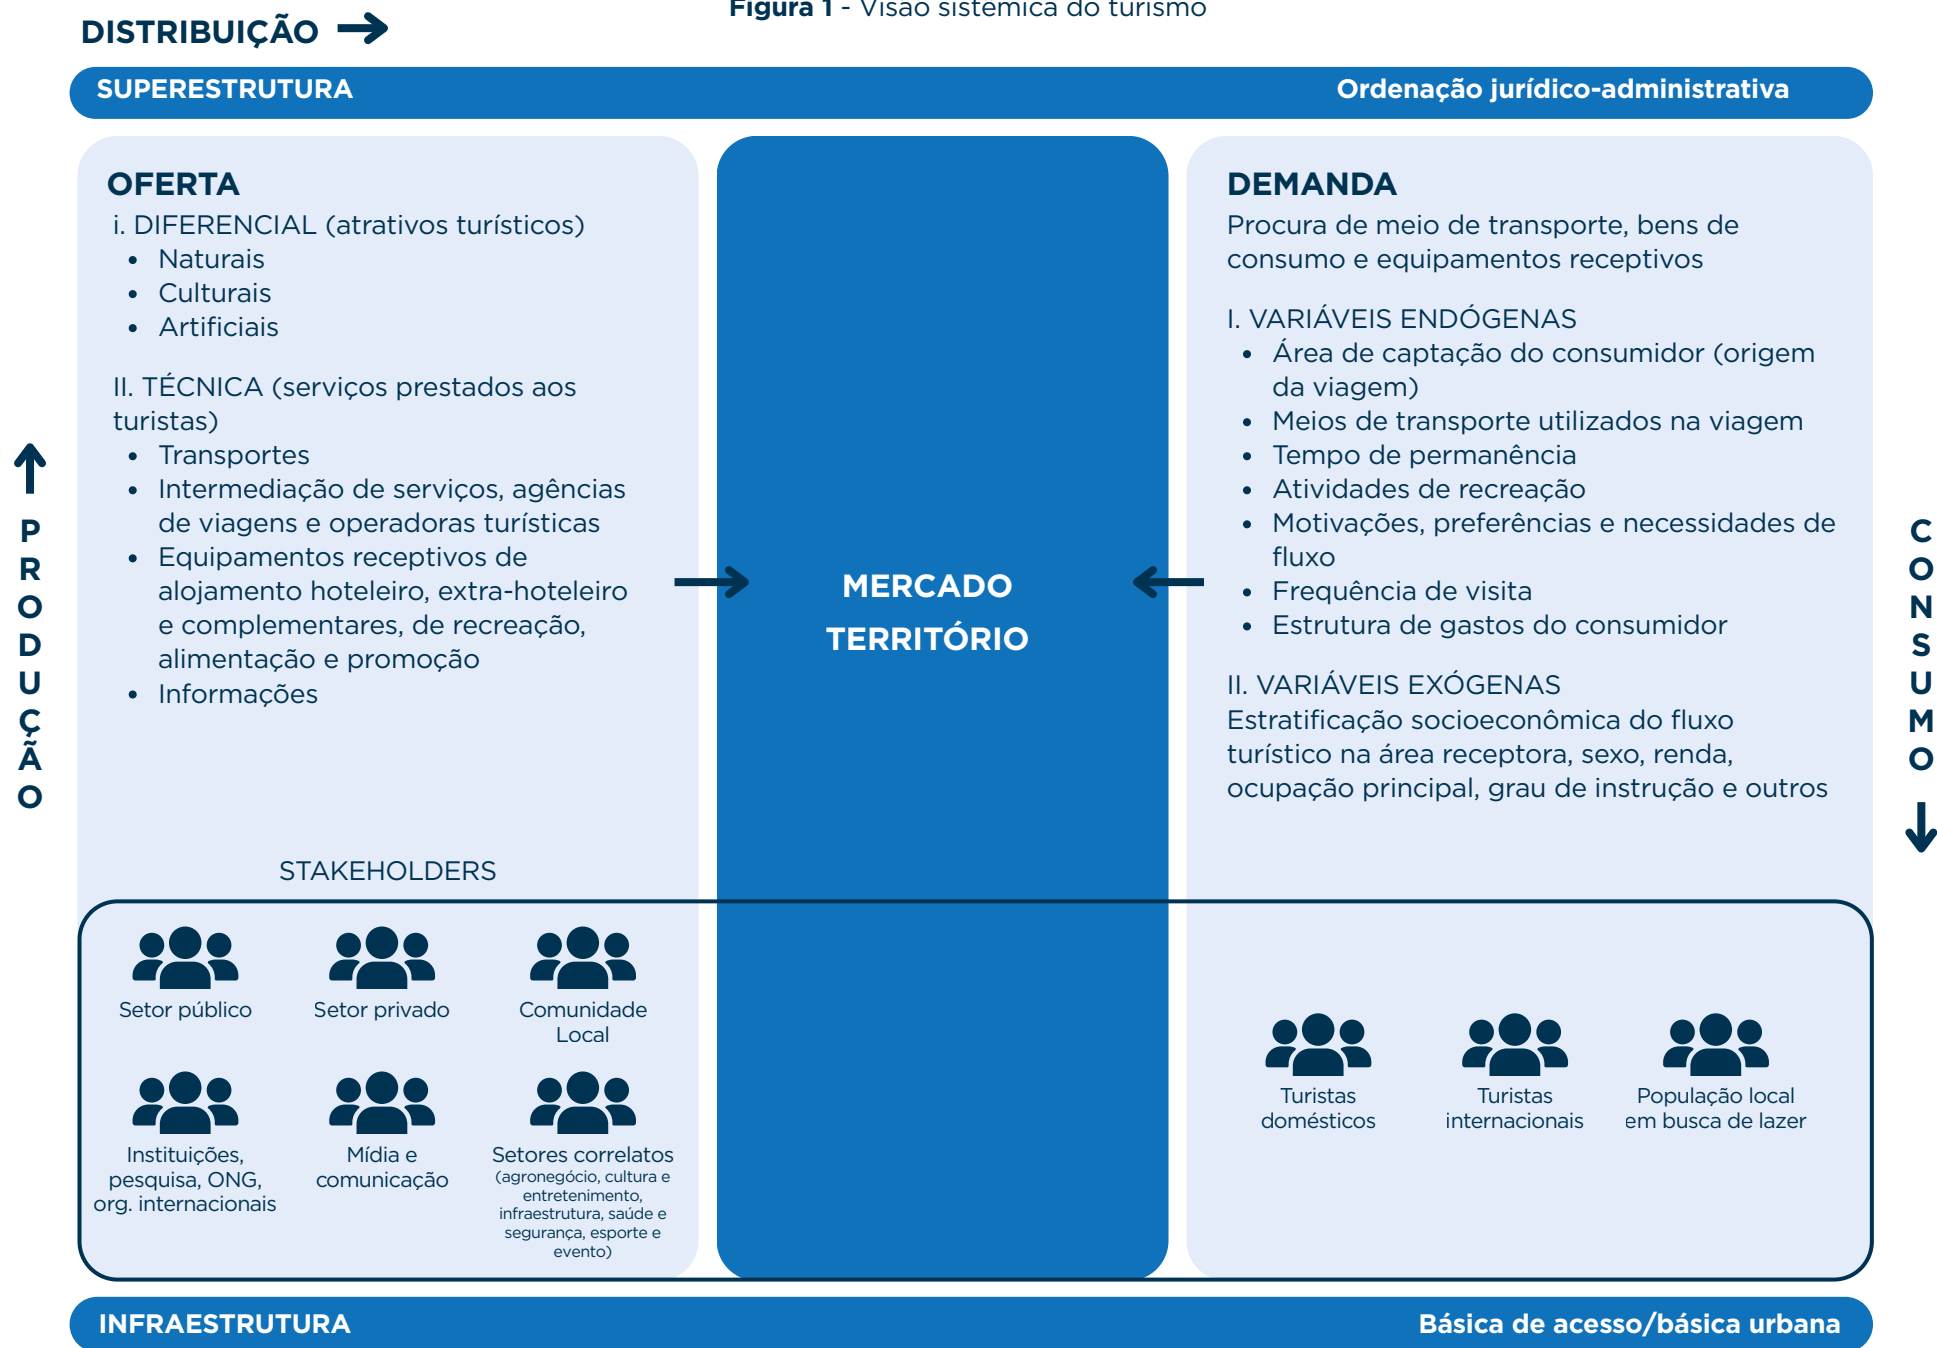 Figura 1 - Visão sistêmica do turismo
DISTRIBUIÇÃO
SUPERESTRUTURA
Ordenação jurídico-administrativa
PRODUÇÃO
OFERTA
i. DIFERENCIAL (atrativos turísticos)
• Naturais
• Culturais
• Artificiais
II. TÉCNICA (serviços prestados aos
turistas)
• Transportes
• Intermediação de serviços, agências
de viagens e operadoras turísticas
• Equipamentos receptivos de
alojamento hoteleiro, extra-hoteleiro
e complementares, de recreação,
alimentação e promoção
• Informações
MERCADO
TERRITÓRIO
DEMANDA
Procura de meio de transporte, bens de
consumo e equipamentos receptivos
I. VARIÁVEIS ENDÓGENAS
• Área de captação do consumidor (origem
da viagem)
• Meios de transporte utilizados na viagem
• Tempo de permanência
• Atividades de recreação
• Motivações, preferências e necessidades de
fluxo
• Frequência de visita
• Estrutura de gastos do consumidor
II. VARIÁVEIS EXÓGENAS
Estratificação socioeconômica do fluxo
turístico na área receptora, sexo, renda,
ocupação principal, grau de instrução e outros
CONSUMO
STAKEHOLDERS
Setor público
Setor privado
Comunidade
Local
Instituições,
pesquisa, ONG,
org. internacionais
Mídia e
comunicação
Setores correlatos
(agronegócio, cultura e
entretenimento,
infraestrutura, saúde e
segurança, esporte e
evento)
Turistas
domésticos
Turistas
internacionais
População local
em busca de lazer
INFRAESTRUTURA
Básica de acesso/básica urbana